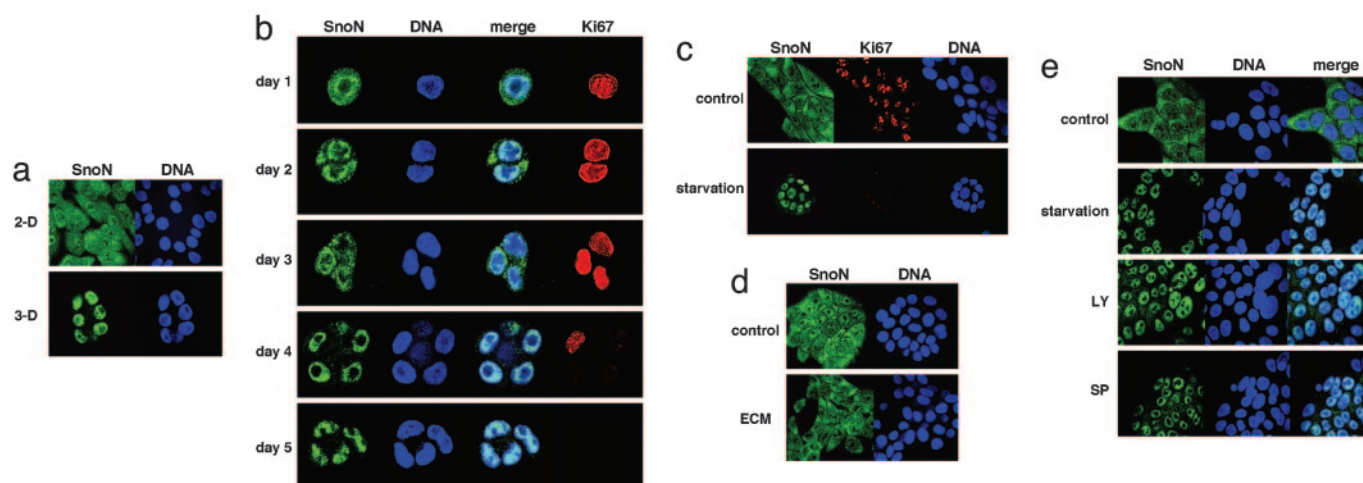 a
SnoN DNA
2-D
3-D
b
SnoN DNA merge Ki67
day 1
day 2
day 3
day 4
day 5
c
SnoN Ki67 DNA
control
starvation
d
SnoN DNA
control
ECM
e
SnoN DNA merge
control
starvation
LY
SP